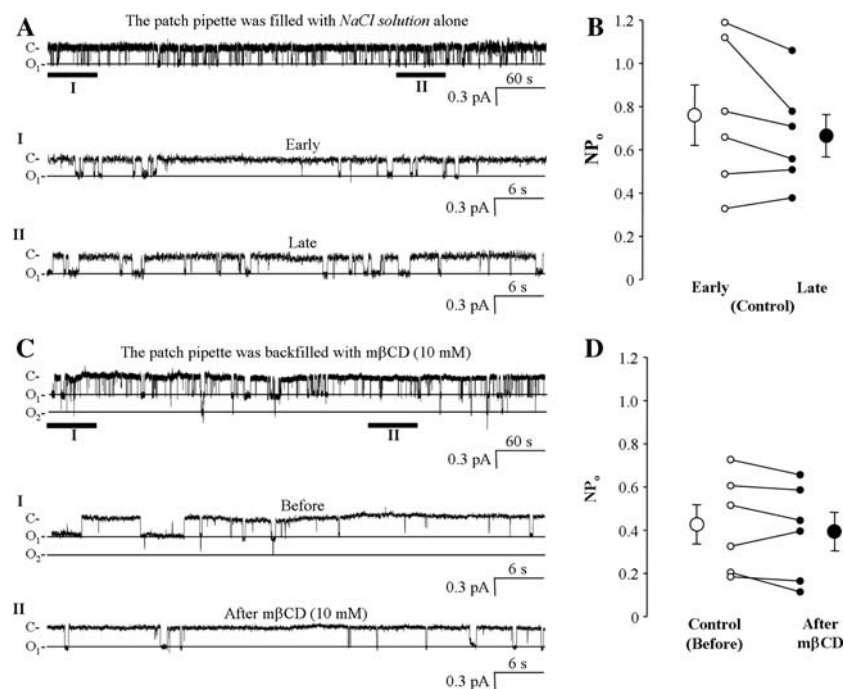 A
The patch pipette was filled with NaCl solution alone
C-
O₁-
I
II
60 s
0.3 pA
I
Early
C-
O₁-
6 s
0.3 pA
II
Late
C-
O₁-
6 s
0.3 pA
B
1.2
1.0
0.8
0.6
0.4
0.2
0
NPₒ
Early
Late
(Control)
C
The patch pipette was backfilled with mβCD (10 mM)
C-
O₁-
O₂-
I
II
60 s
0.3 pA
I
Before
C-
O₁-
O₂-
6 s
0.3 pA
II
After mβCD (10 mM)
C-
O₁-
6 s
0.3 pA
D
1.2
1.0
0.8
0.6
0.4
0.2
0
NPₒ
Control
(Before)
After
mβCD